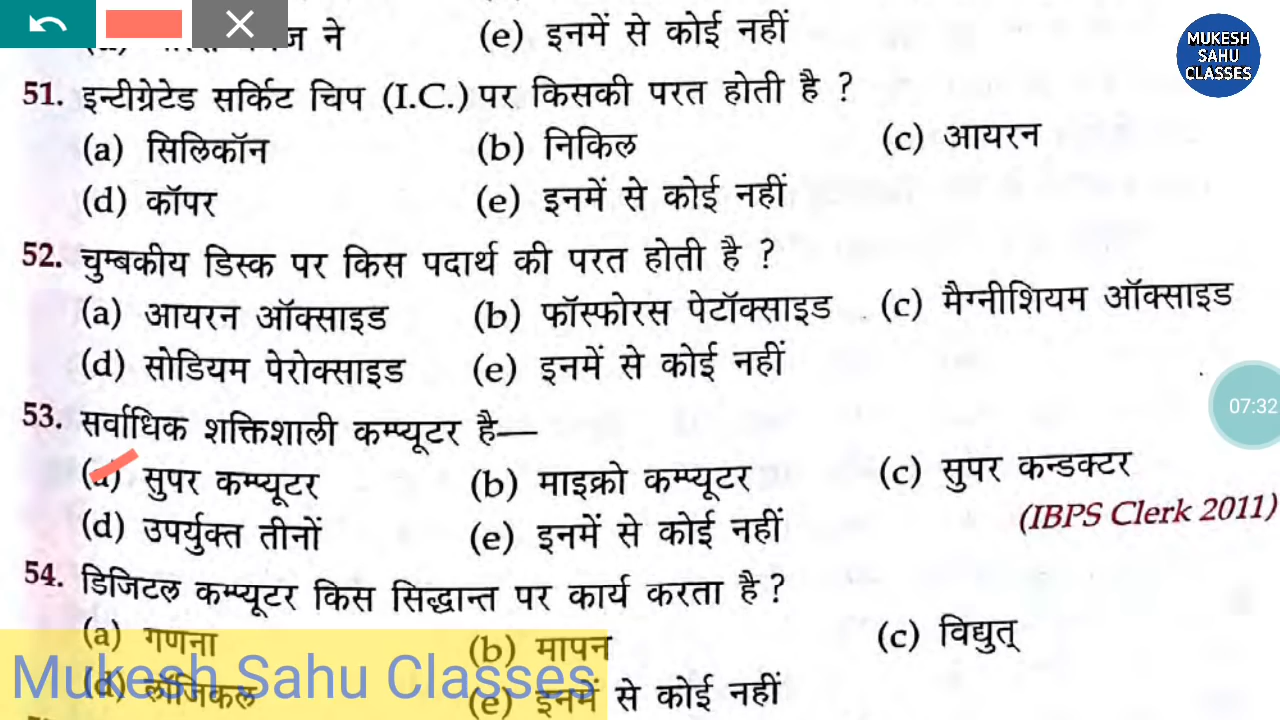 ने (e) इनमें से कोई नहीं
MUKESH
SAHU
CLASSES
51. इन्टीग्रेटेड सर्किट चिप (I.C.) पर किसकी परत होती है ?
(a) सिलिकॉन (b) निकिल (c) आयरन
(d) कॉपर (e) इनमें से कोई नहीं
52. चुम्बकीय डिस्क पर किस पदार्थ की परत होती है ?
(a) आयरन ऑक्साइड (b) फॉस्फोरस पेटॉक्साइड (c) मैग्नीशियम ऑक्साइड
(d) सोडियम पेरोक्साइड (e) इनमें से कोई नहीं
07:32
53. सर्वाधिक शक्तिशाली कम्प्यूटर है—
(a) सुपर कम्प्यूटर (b) माइक्रो कम्प्यूटर (c) सुपर कन्डक्टर
(d) उपर्युक्त तीनों (e) इनमें से कोई नहीं (IBPS Clerk 2011)
54. डिजिटल कम्प्यूटर किस सिद्धान्त पर कार्य करता है ?
(a) गणना (b) मापन (c) विद्युत्
(d) लॉजिकल (e) इनमें से कोई नहीं
Mukesh Sahu Classes